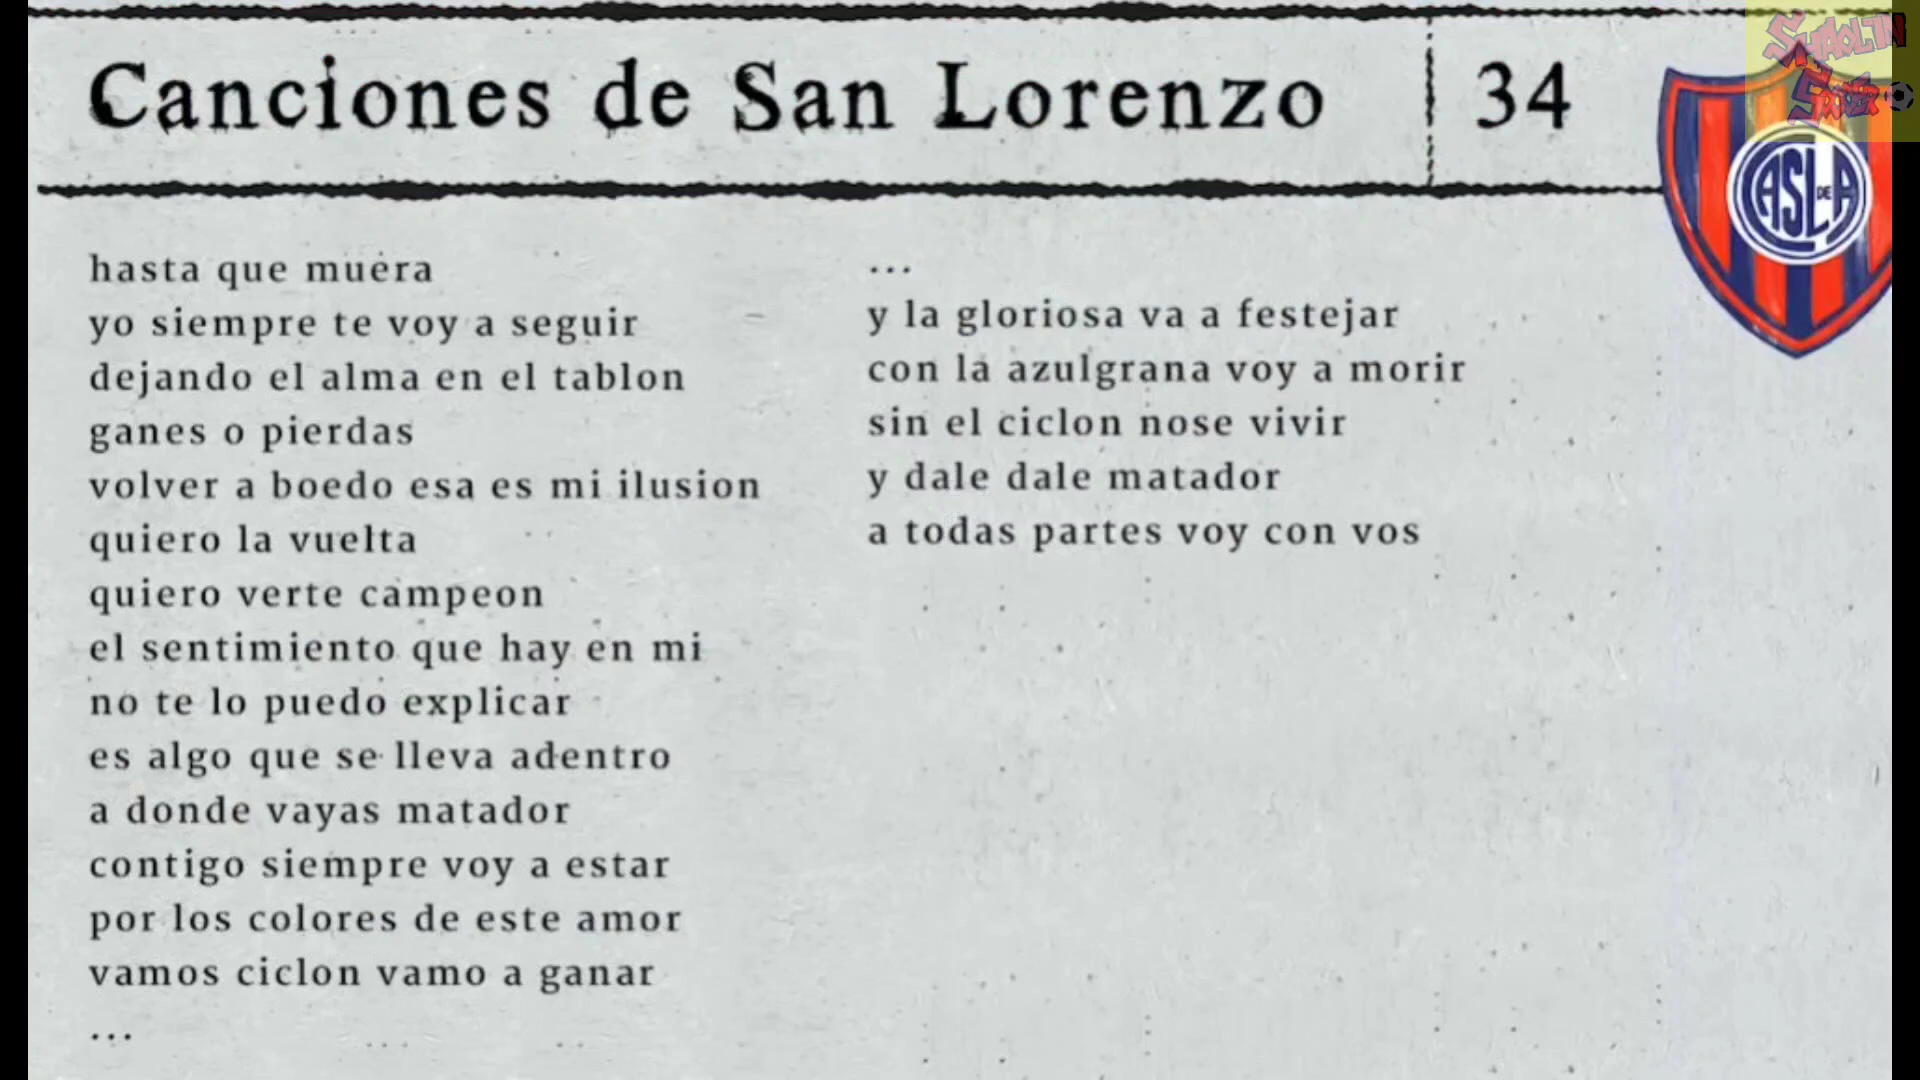 Canciones de San Lorenzo
34
SHAOLIN
SOCCER
CASLA
DE
hasta que muera
yo siempre te voy a seguir
dejando el alma en el tablon
ganes o pierdas
volver a boedo esa es mi ilusion
quiero la vuelta
quiero verte campeon
el sentimiento que hay en mi
no te lo puedo explicar
es algo que se lleva adentro
a donde vayas matador
contigo siempre voy a estar
por los colores de este amor
vamos ciclon vamo a ganar
...
...
y la gloriosa va a festejar
con la azulgrana voy a morir
sin el ciclon nose vivir
y dale dale matador
a todas partes voy con vos